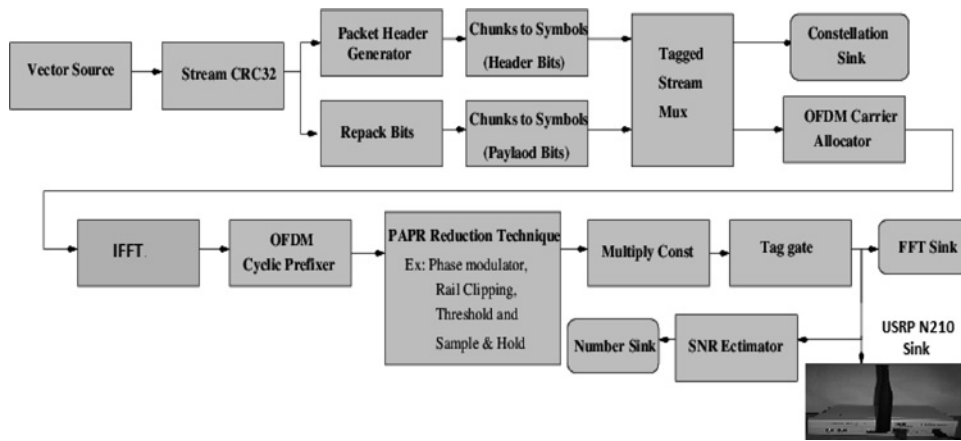 Vector Source
Stream CRC32
Packet Header
Generator
Chunks to Symbols
(Header Bits)
Repack Bits
Chunks to Symbols
(Paylaod Bits)
Tagged
Stream
Mux
Constellation
Sink
OFDM Carrier
Allocator
IFFT
OFDM
Cyclic Prefixer
PAPR Reduction Technique
Ex: Phase modulator,
Rail Clipping,
Threshold and
Sample & Hold
Multiply Const
Tag gate
FFT Sink
Number Sink
SNR Ectimator
USRP N210
Sink